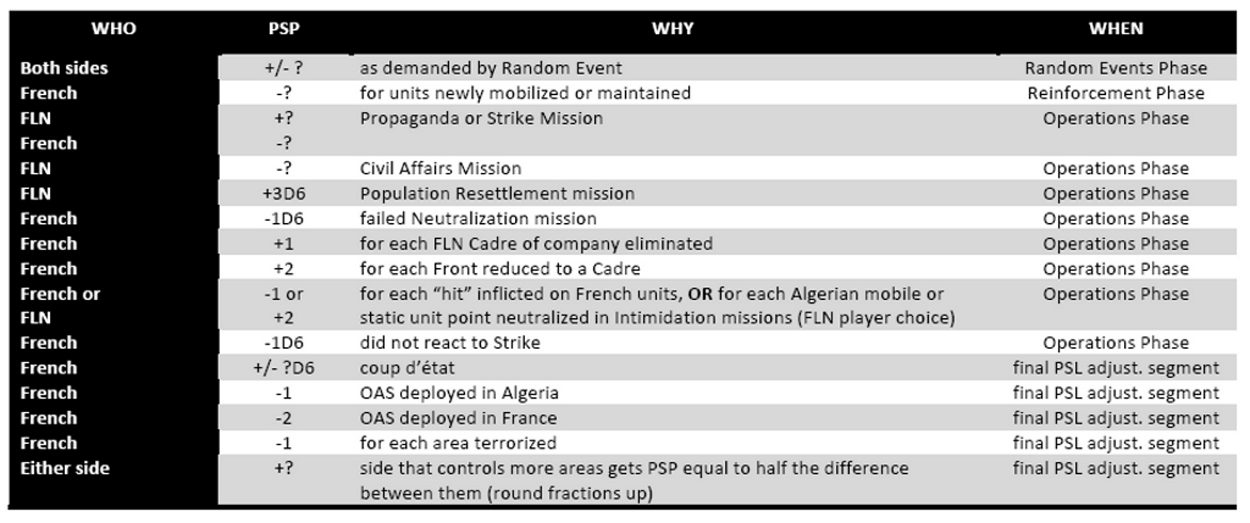 WHO PSP WHY WHEN
Both sides +/- ? as demanded by Random Event Random Events Phase
French -? for units newly mobilized or maintained Reinforcement Phase
FLN +? Propaganda or Strike Mission Operations Phase
French -?
FLN -? Civil Affairs Mission Operations Phase
FLN +3D6 Population Resettlement mission Operations Phase
French -1D6 failed Neutralization mission Operations Phase
French +1 for each FLN Cadre of company eliminated Operations Phase
French +2 for each Front reduced to a Cadre Operations Phase
French or -1 or for each “hit” inflicted on French units, OR for each Algerian mobile or Operations Phase
FLN +2 static unit point neutralized in Intimidation missions (FLN player choice)
French -1D6 did not react to Strike Operations Phase
French +/- ?D6 coup d’état final PSL adjust. segment
French -1 OAS deployed in Algeria final PSL adjust. segment
French -2 OAS deployed in France final PSL adjust. segment
French -1 for each area terrorized final PSL adjust. segment
Either side +? side that controls more areas gets PSP equal to half the difference final PSL adjust. segment
between them (round fractions up)